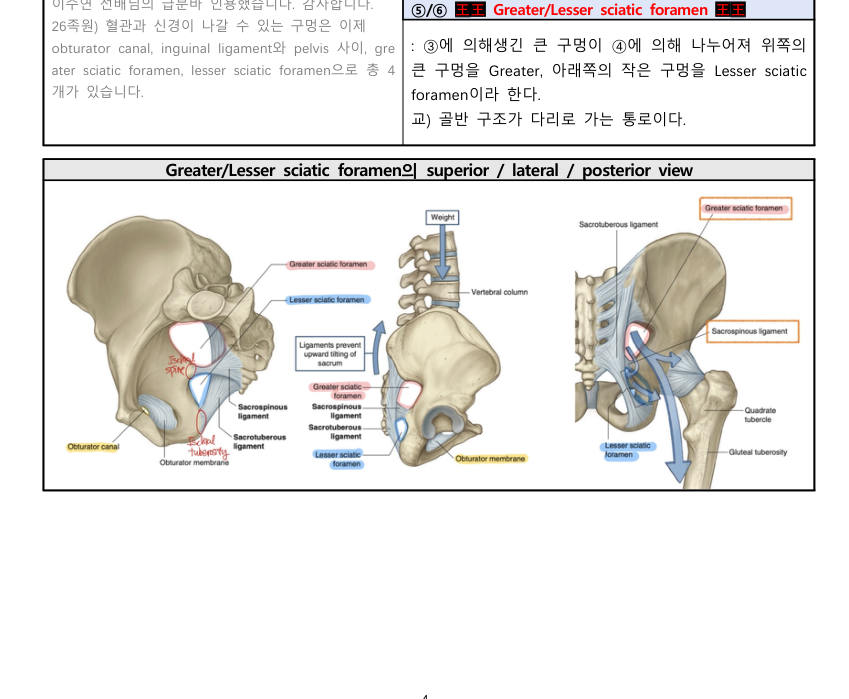 이수연 선배님의 급분바 인용했습니다. 감사합니다.
26족원) 혈관과 신경이 나갈 수 있는 구멍은 이제
obturator canal, inguinal ligament와 pelvis 사이, gre
ater sciatic foramen, lesser sciatic foramen으로 총 4
개가 있습니다.
⑤/⑥ 王王 Greater/Lesser sciatic foramen 王王
: ③에 의해생긴 큰 구멍이 ④에 의해 나누어져 위쪽의
큰 구멍을 Greater, 아래쪽의 작은 구멍을 Lesser sciatic
foramen이라 한다.
교) 골반 구조가 다리로 가는 통로이다.
Greater/Lesser sciatic foramen의 superior / lateral / posterior view
Greater sciatic foramen
Lesser sciatic foramen
Ischial
spine
Sacrospinous
ligament
Sacrotuberous
ligament
Ischial
tuberosity
Obturator canal
Obturator membrane
Weight
Vertebral column
Ligaments prevent
upward tilting of
sacrum
Greater sciatic
foramen
Sacrospinous
ligament
Sacrotuberous
ligament
Lesser sciatic
foramen
Obturator membrane
Greater sciatic foramen
Sacrotuberous ligament
Sacrospinous ligament
Quadrate
tubercle
Lesser sciatic
foramen
Gluteal tuberosity